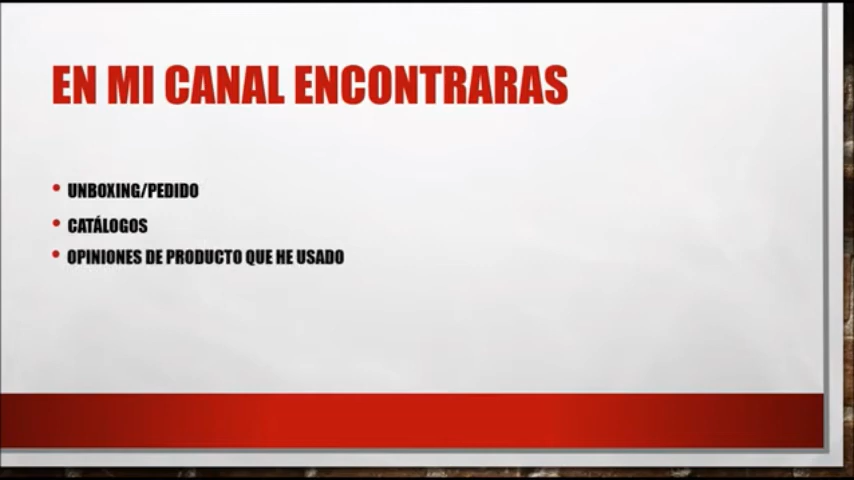 EN MI CANAL ENCONTRARAS
• UNBOXING/PEDIDO
• CATÁLOGOS
• OPINIONES DE PRODUCTO QUE HE USADO